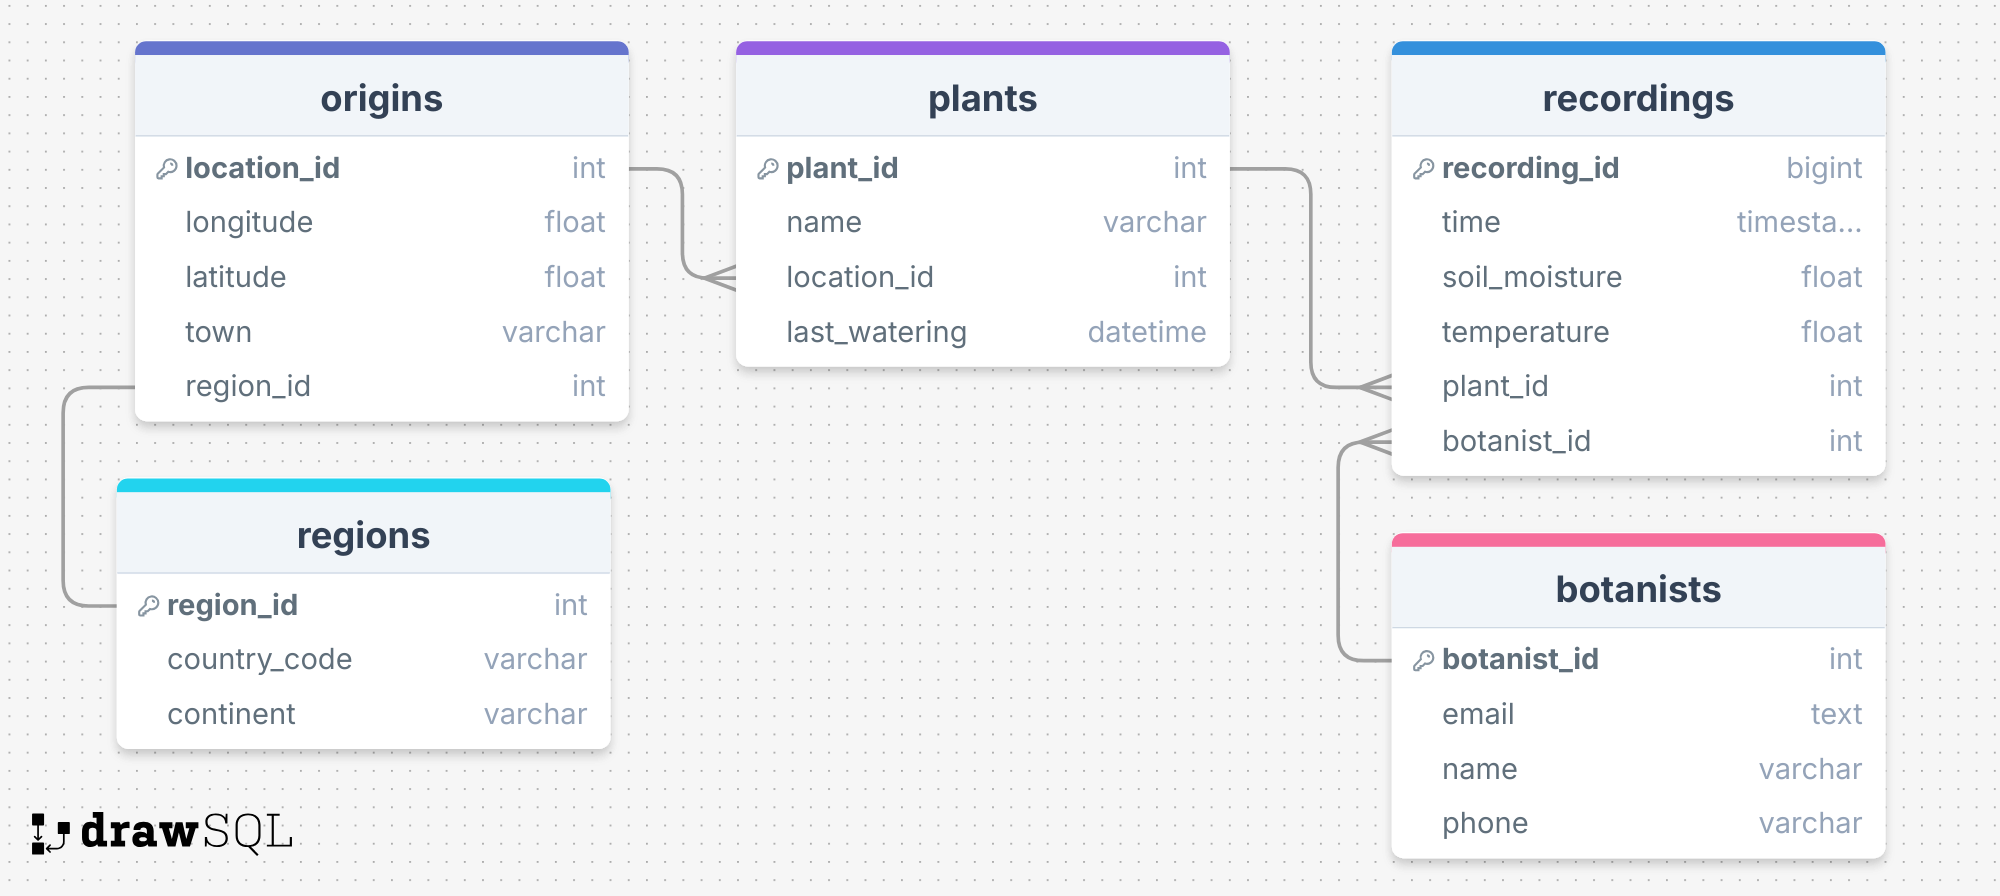 origins
location_id int
longitude float
latitude float
town varchar
region_id int
plants
plant_id int
name varchar
location_id int
last_watering datetime
recordings
recording_id bigint
time timesta...
soil_moisture float
temperature float
plant_id int
botanist_id int
regions
region_id int
country_code varchar
continent varchar
botanists
botanist_id int
email text
name varchar
phone varchar
drawSQL